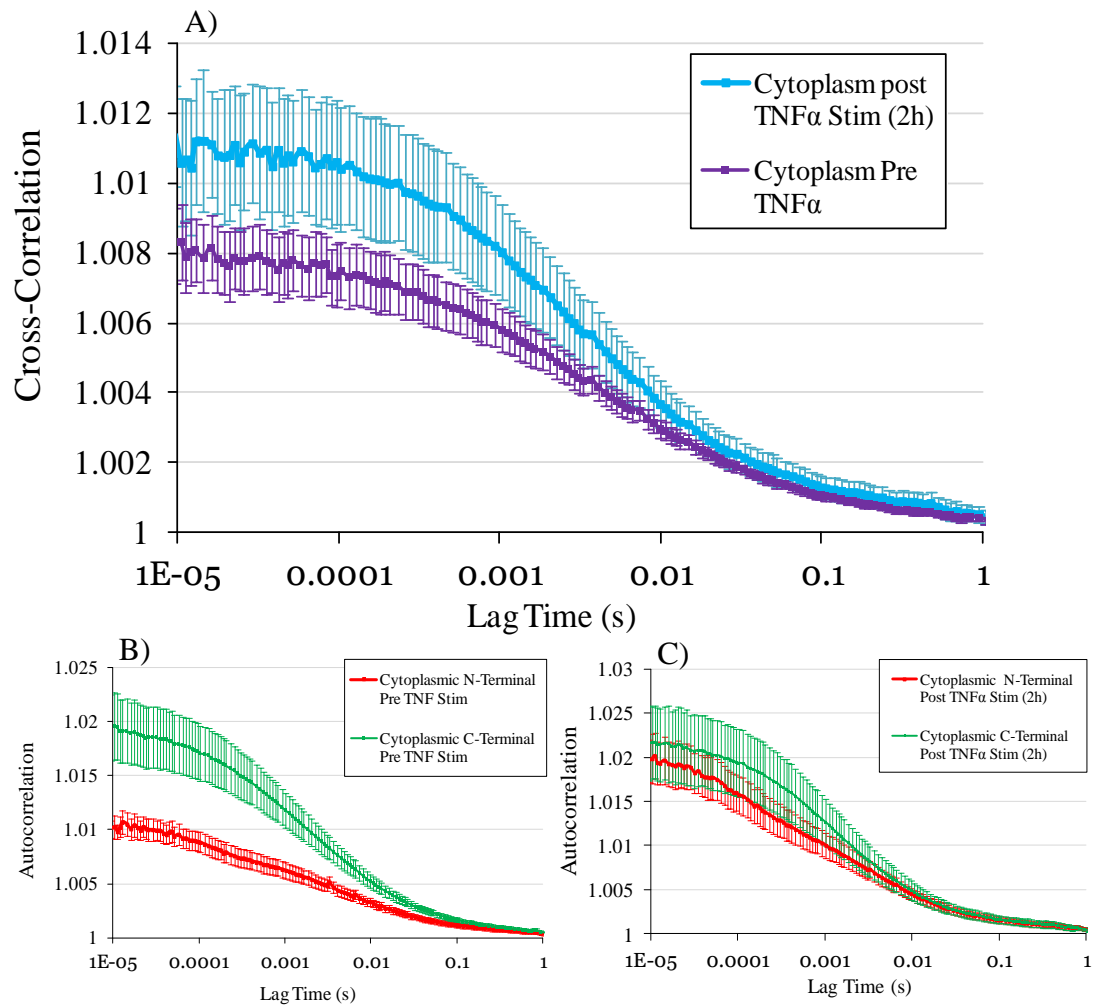 A)
1.014
1.012
1.01
1.008
1.006
1.004
1.002
1
Cross-Correlation
Cytoplasm post
TNFα Stim (2h)
Cytoplasm Pre
TNFα
1E-05 0.0001 0.001 0.01 0.1 1
Lag Time (s)
B)
1.025
1.02
1.015
1.01
1.005
1
Autocorrelation
Cytoplasmic N-Terminal
Pre TNF Stim
Cytoplasmic C-Terminal
Pre TNF Stim
1E-05 0.0001 0.001 0.01 0.1 1
Lag Time (s)
C)
1.03
1.025
1.02
1.015
1.01
1.005
1
Autocorrelation
Cytoplasmic N-Terminal
Post TNFα Stim (2h)
Cytoplasmic C-Terminal
Post TNFα Stim (2h)
1E-05 0.0001 0.001 0.01 0.1 1
Lag Time (s)